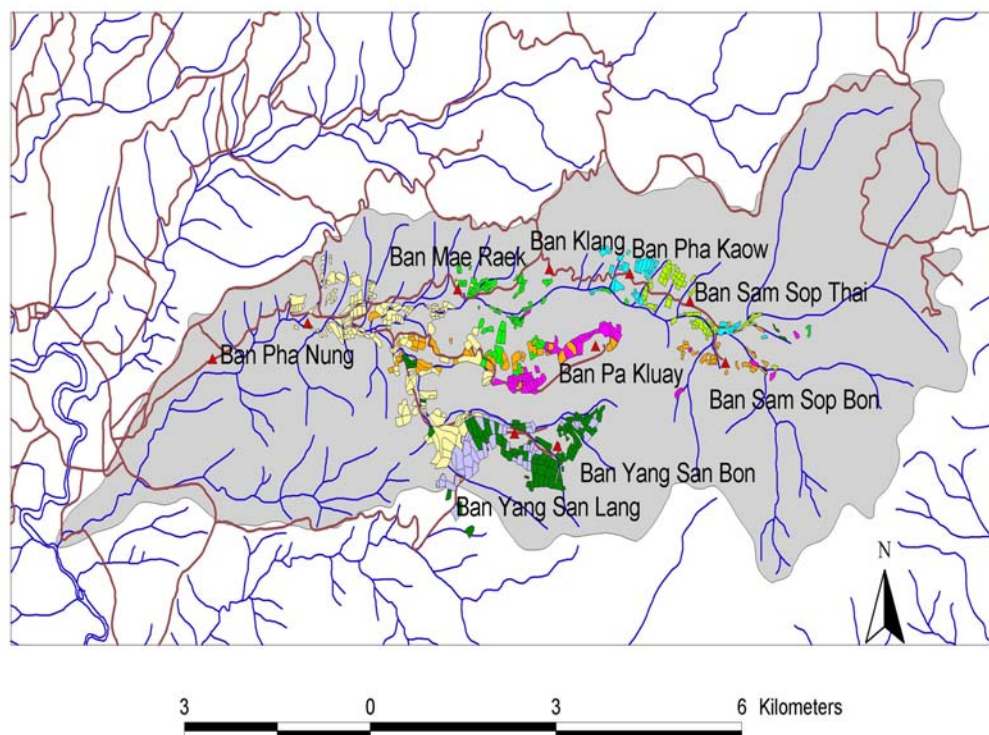 Ban Klang
Ban Pha Kaow
Ban Mae Raek
Ban Sam Sop Thai
Ban Pha Nung
Ban Pa Kluay
Ban Sam Sop Bon
Ban Yang San Bon
Ban Yang San Lang
N
3 0 3 6 Kilometers